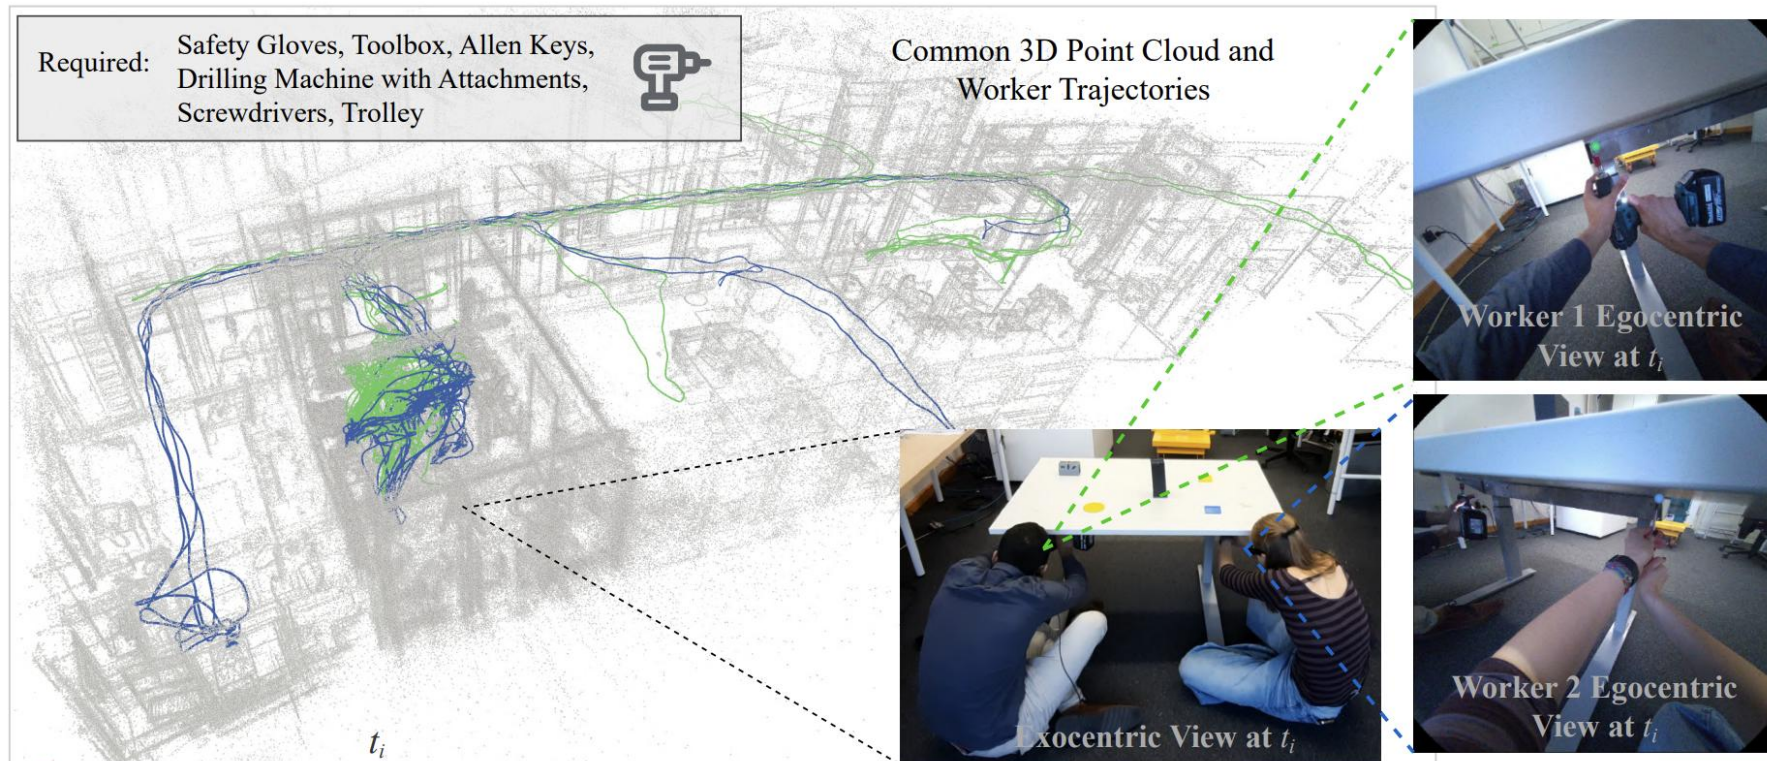 Required:
Safety Gloves, Toolbox, Allen Keys,
Drilling Machine with Attachments,
Screwdrivers, Trolley
Common 3D Point Cloud and
Worker Trajectories
Worker 1 Egocentric
View at tᵢ
Worker 2 Egocentric
View at tᵢ
Exocentric View at tᵢ
tᵢ